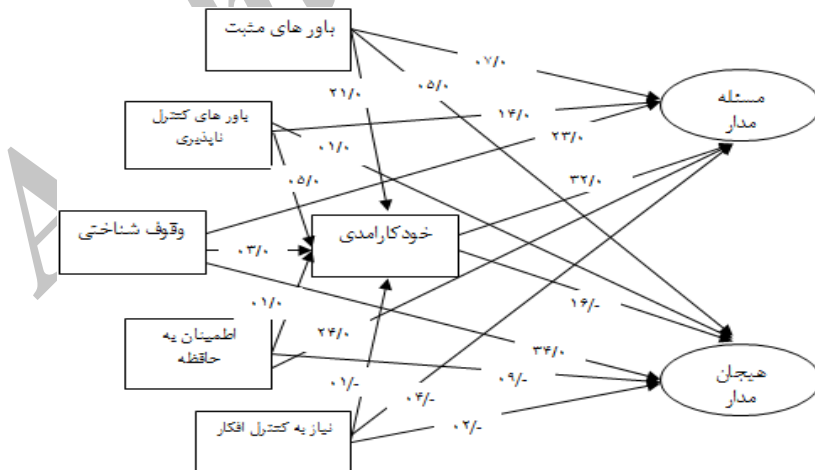 باور های مثبت
۰۷/۰
۰۵/۰
۲۱/۰
مسئله
مدار
باور های کنترل
ناپذیری
۱۴/۰
۰۱/۰
۲۳/۰
۰۵/۰
۳۲/۰
وقوف شناختی
خودکارامدی
۰۳/۰
۰۱/۰
۱۶/-
۲۴/۰
۳۴/۰
اطمینان به
حافظه
هیجان
مدار
۰۱/-
۰۹/-
۰۴/-
۰۲/-
نیاز به کنترل افکار